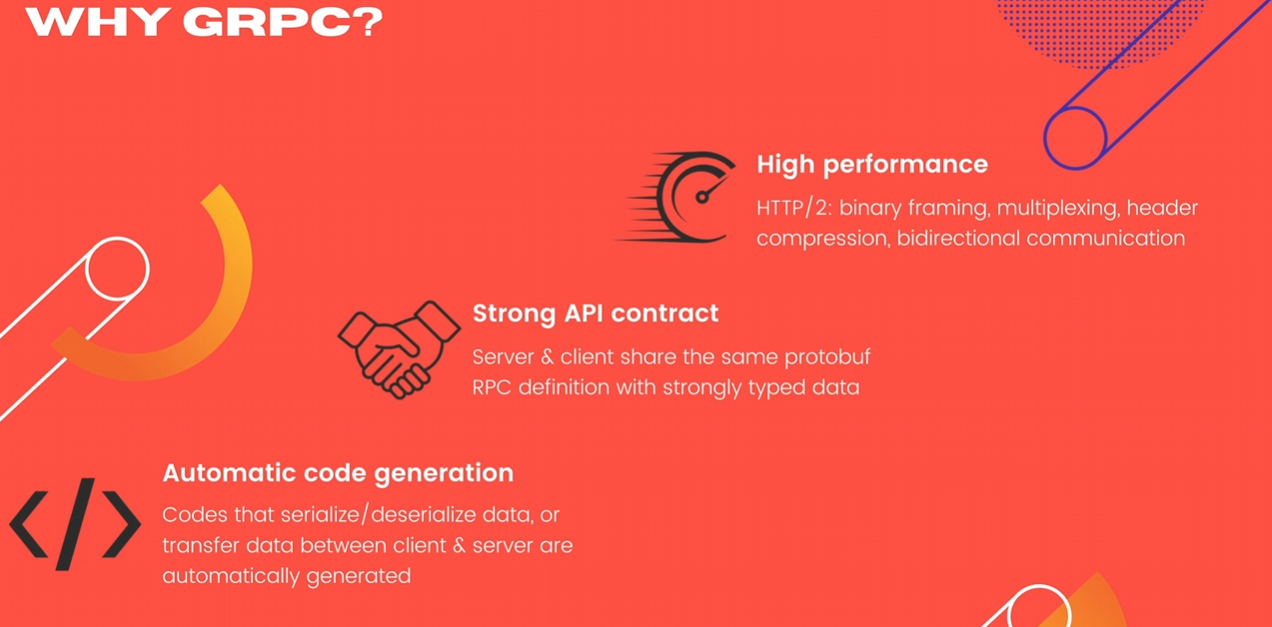 WHY GRPC?
High performance
HTTP/2: binary framing, multiplexing, header
compression, bidirectional communication
Strong API contract
Server & client share the same protobuf
RPC definition with strongly typed data
Automatic code generation
Codes that serialize/deserialize data, or
transfer data between client & server are
automatically generated